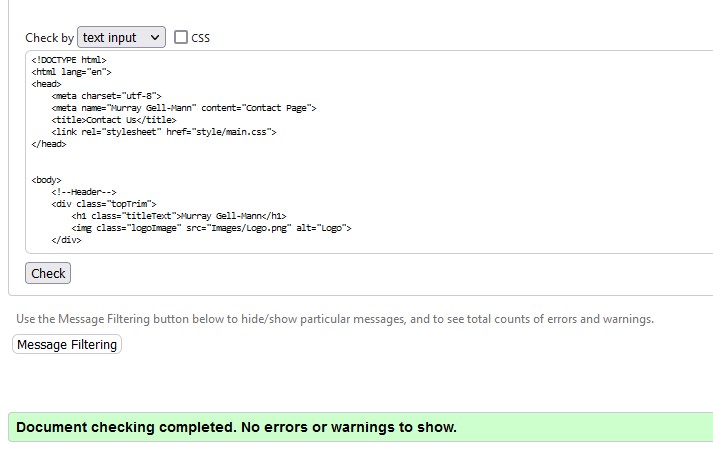 Check by text input CSS
<!DOCTYPE html>
<html lang="en">
<head>
<meta charset="utf-8">
<meta name="Murray Gell-Mann" content="Contact Page">
<title>Contact Us</title>
<link rel="stylesheet" href="style/main.css">
</head>
<body>
<!--Header-->
<div class="topTrim">
<h1 class="titleText">Murray Gell-Mann</h1>
<img class="logoImage" src="Images/Logo.png" alt="Logo">
</div>
Check
Use the Message Filtering button below to hide/show particular messages, and to see total counts of errors and warnings.
Message Filtering
Document checking completed. No errors or warnings to show.